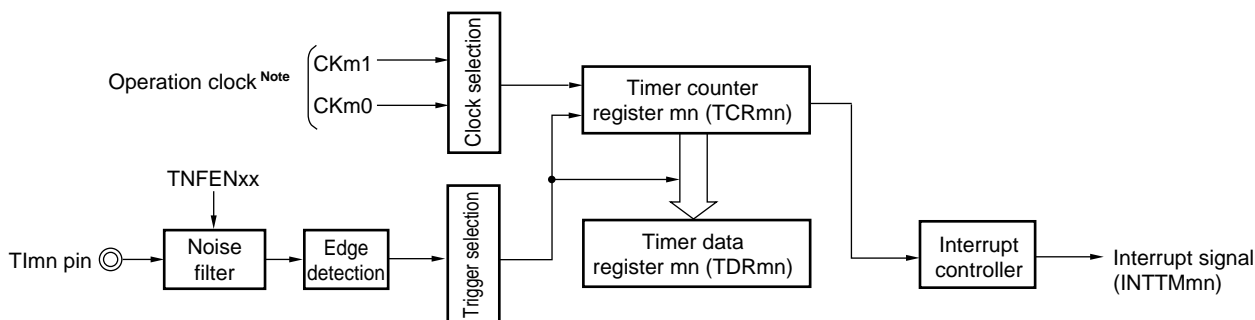 Operation clock Note
CKm1
CKm0
Clock selection
Timer counter
register mn (TCRmn)
TNFENxx
TImn pin
Noise
filter
Edge
detection
Trigger selection
Timer data
register mn (TDRmn)
Interrupt
controller
Interrupt signal
(INTTMmn)